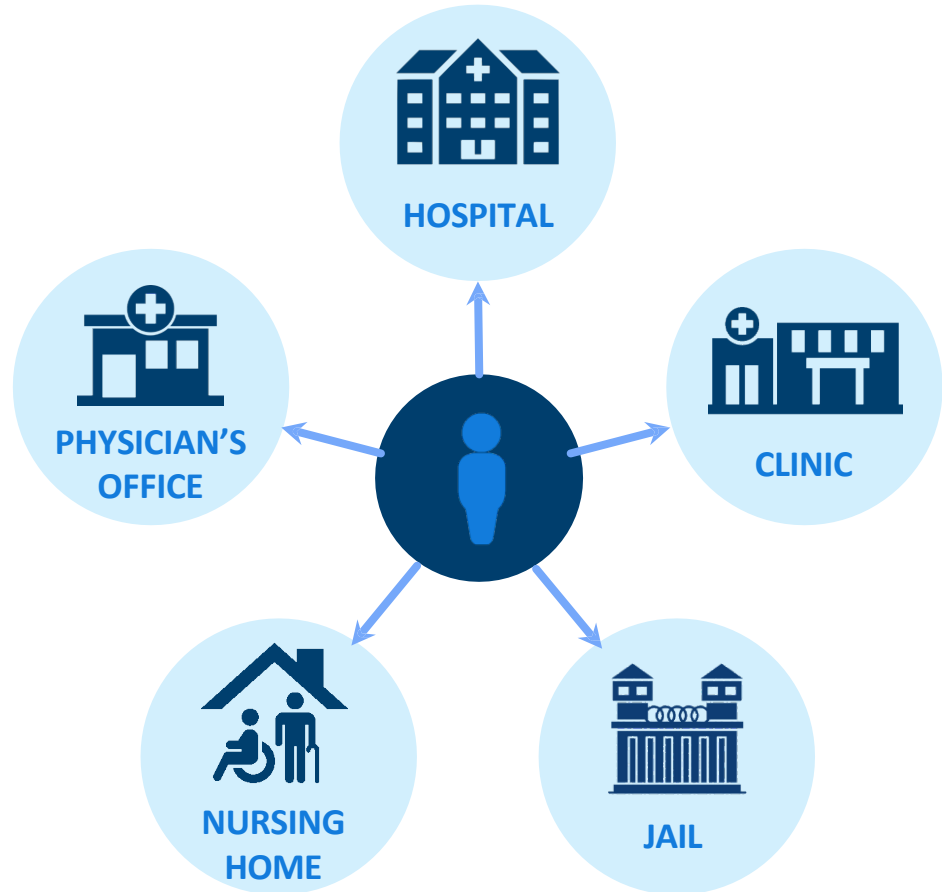 HOSPITAL
PHYSICIAN’S
OFFICE
CLINIC
NURSING
HOME
JAIL